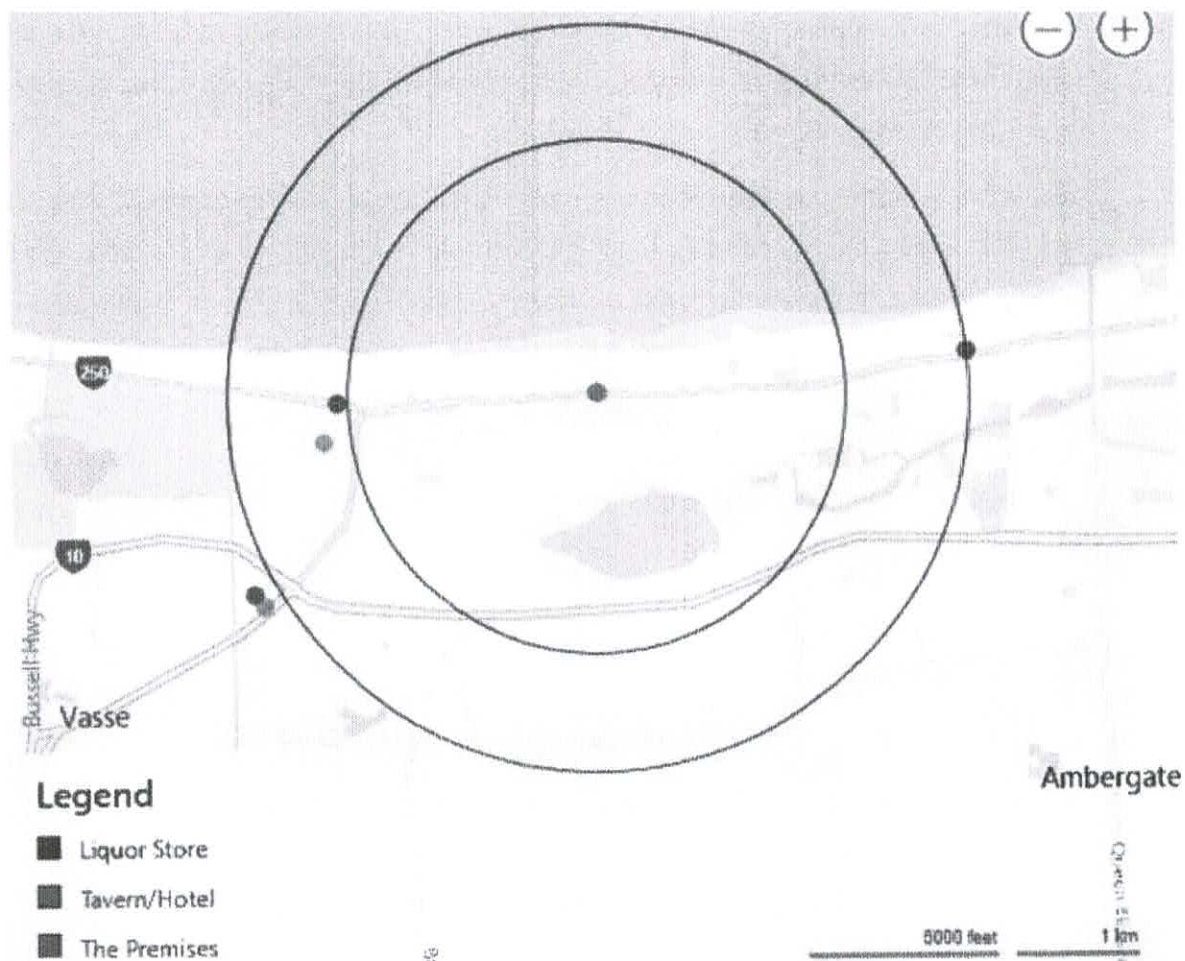 − +
250
10
Bussell Hwy
Vasse
Ambergate
Legend
Liquor Store
Tavern/Hotel
The Premises
5000 feet
1 km